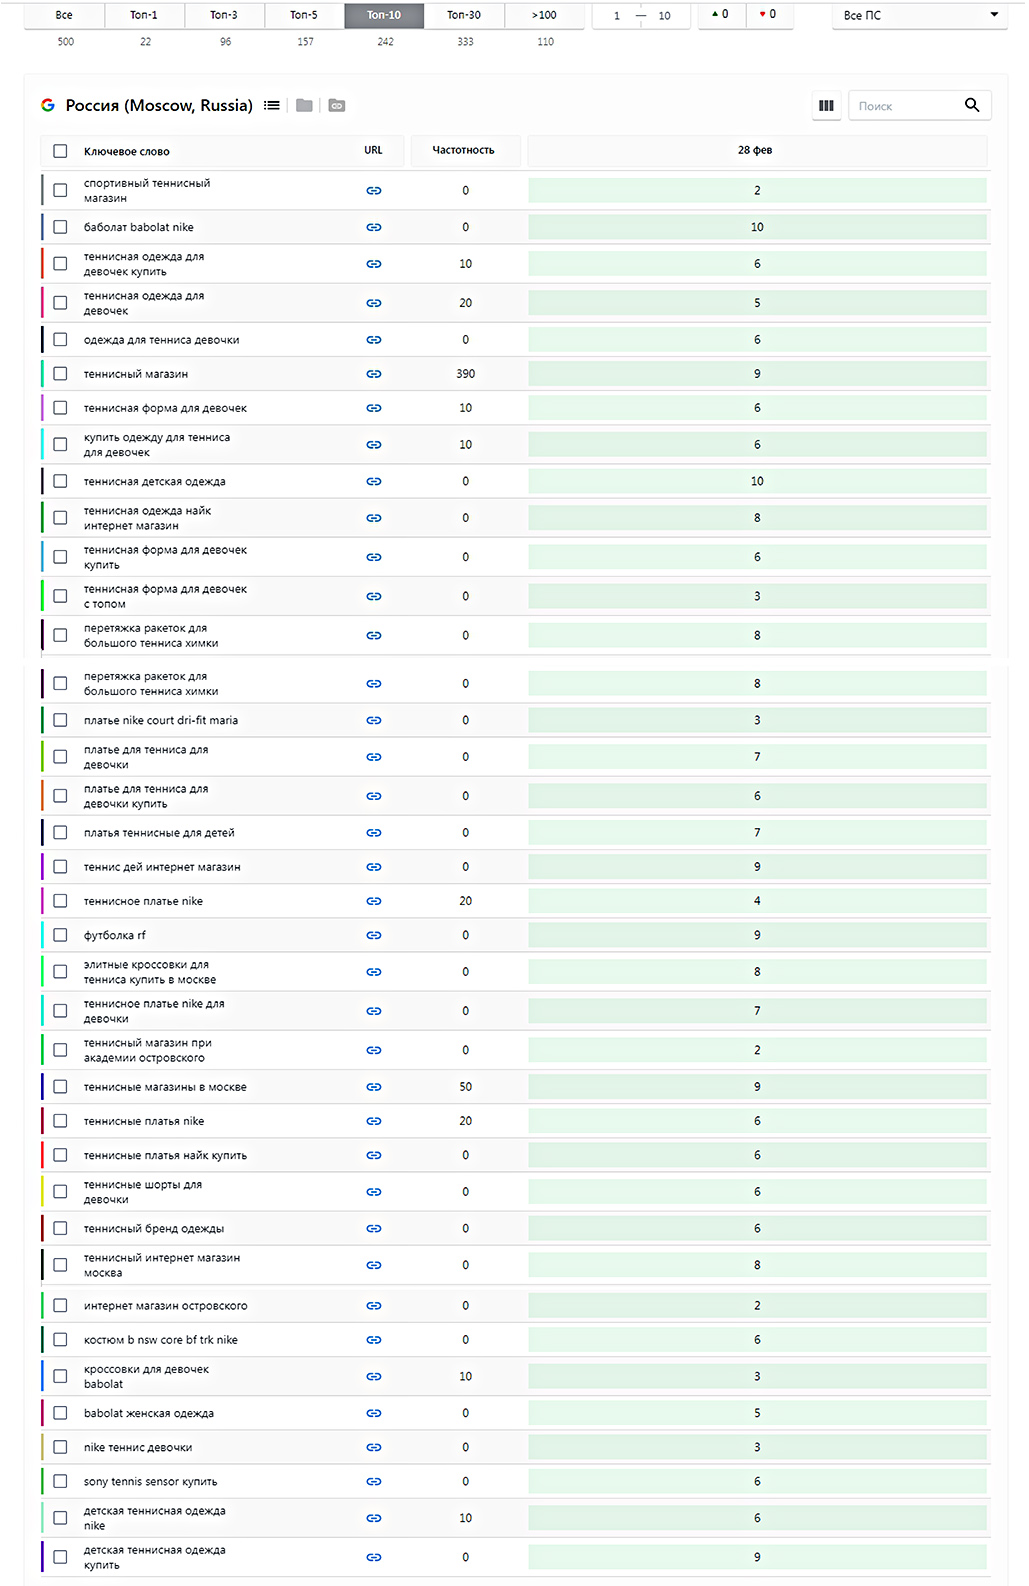 Все Топ-1 Топ-3 Топ-5 Топ-10 Топ-30 >100 1 — 10 ▲ 0 ▼ 0 Все ПС
500 22 96 157 242 333 110
Россия (Moscow, Russia) Поиск
Ключевое слово URL Частотность 28 фев
спортивный теннисный
магазин 0 2
баболат babolat nike 0 10
теннисная одежда для
девочек купить 10 6
теннисная одежда для
девочек 20 5
одежда для тенниса девочки 0 6
теннисный магазин 390 9
теннисная форма для девочек 10 6
купить одежду для тенниса
для девочек 10 6
теннисная детская одежда 0 10
теннисная одежда найк
интернет магазин 0 8
теннисная форма для девочек
купить 0 6
теннисная форма для девочек
с топом 0 3
перетяжка ракеток для
большого тенниса химки 0 8
перетяжка ракеток для
большого тенниса химки 0 8
платье nike court dri-fit maria 0 3
платье для тенниса для
девочки 0 7
платье для тенниса для
девочки купить 0 6
платья теннисные для детей 0 7
теннис дей интернет магазин 0 9
теннисное платье nike 20 4
футболка rf 0 9
элитные кроссовки для
тенниса купить в москве 0 8
теннисное платье nike для
девочки 0 7
теннисный магазин при
академии островского 0 2
теннисные магазины в москве 50 9
теннисные платья nike 20 6
теннисные платья найк купить 0 6
теннисные шорты для
девочки 0 6
теннисный бренд одежды 0 6
теннисный интернет магазин
москва 0 8
интернет магазин островского 0 2
костюм b nsw core bf trk nike 0 6
кроссовки для девочек
babolat 10 3
babolat женская одежда 0 5
nike теннис девочки 0 3
sony tennis sensor купить 0 6
детская теннисная одежда
nike 10 6
детская теннисная одежда
купить 0 9